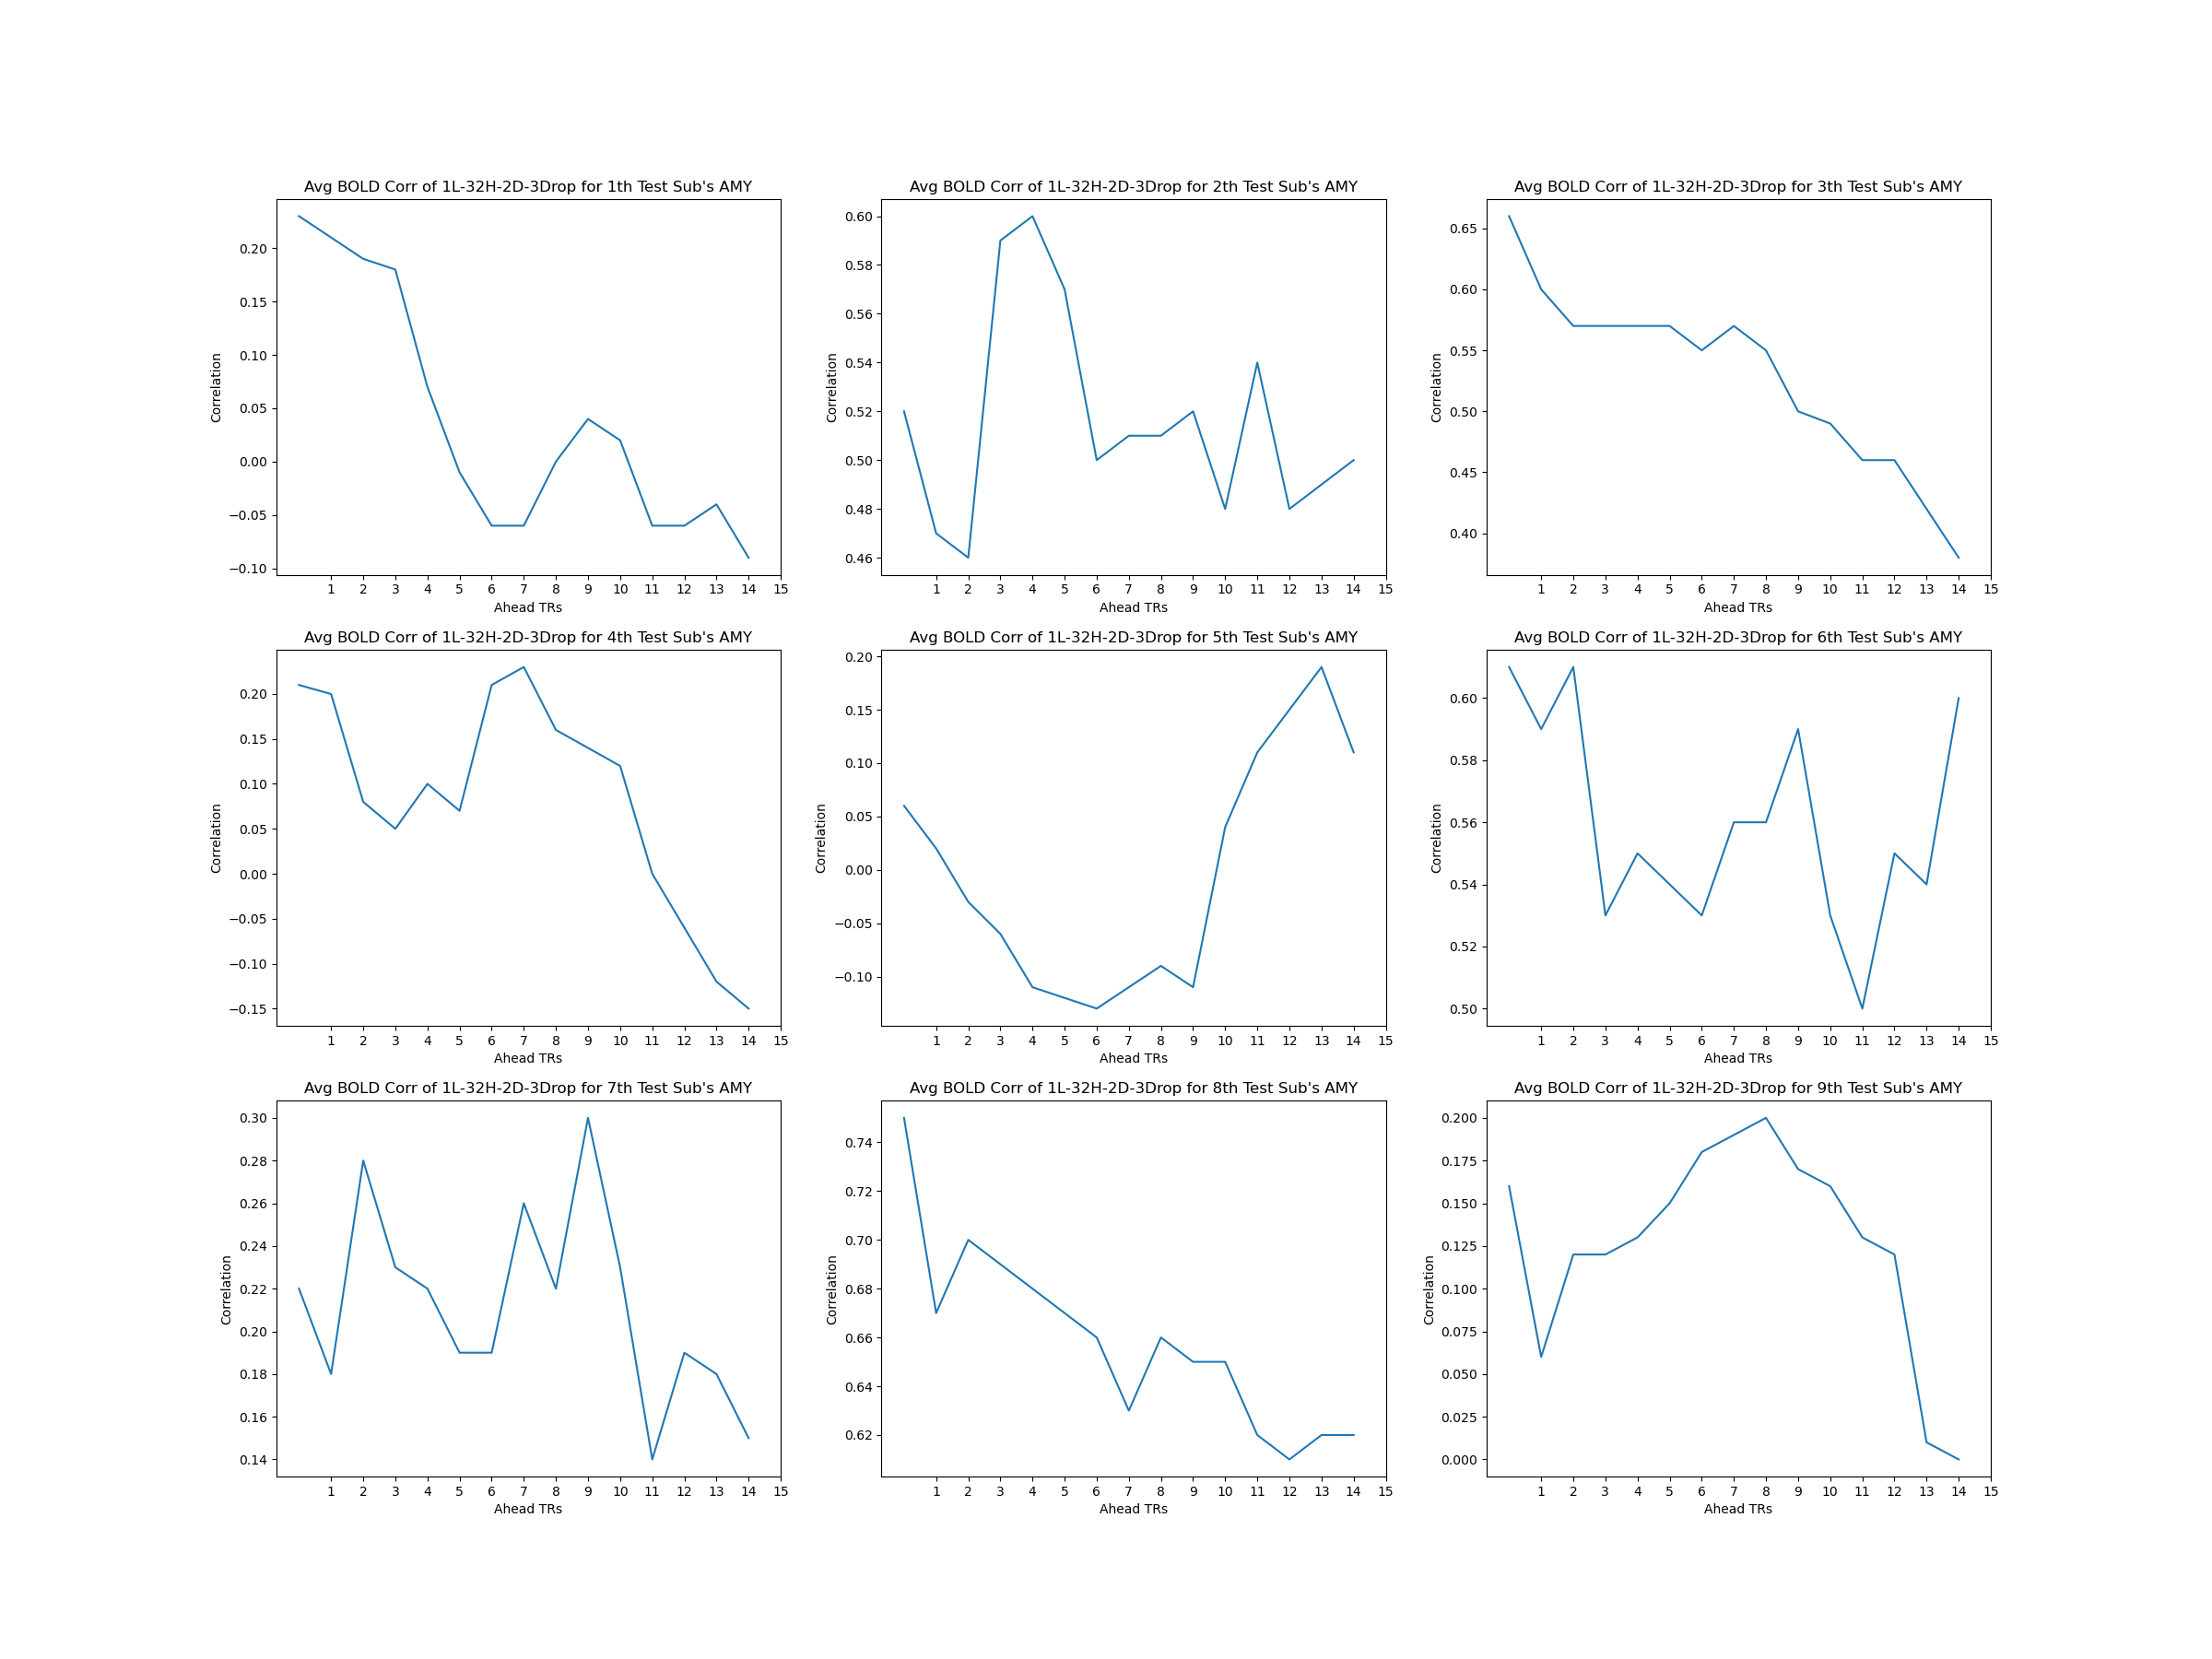 Avg BOLD Corr of 1L-32H-2D-3Drop for 1th Test Sub's AMY
Correlation
0.20
0.15
0.10
0.05
0.00
−0.05
−0.10
1 2 3 4 5 6 7 8 9 10 11 12 13 14 15
Ahead TRs
Avg BOLD Corr of 1L-32H-2D-3Drop for 2th Test Sub's AMY
Correlation
0.60
0.58
0.56
0.54
0.52
0.50
0.48
0.46
1 2 3 4 5 6 7 8 9 10 11 12 13 14 15
Ahead TRs
Avg BOLD Corr of 1L-32H-2D-3Drop for 3th Test Sub's AMY
Correlation
0.65
0.60
0.55
0.50
0.45
0.40
1 2 3 4 5 6 7 8 9 10 11 12 13 14 15
Ahead TRs
Avg BOLD Corr of 1L-32H-2D-3Drop for 4th Test Sub's AMY
Correlation
0.20
0.15
0.10
0.05
0.00
−0.05
−0.10
−0.15
1 2 3 4 5 6 7 8 9 10 11 12 13 14 15
Ahead TRs
Avg BOLD Corr of 1L-32H-2D-3Drop for 5th Test Sub's AMY
Correlation
0.20
0.15
0.10
0.05
0.00
−0.05
−0.10
1 2 3 4 5 6 7 8 9 10 11 12 13 14 15
Ahead TRs
Avg BOLD Corr of 1L-32H-2D-3Drop for 6th Test Sub's AMY
Correlation
0.60
0.58
0.56
0.54
0.52
0.50
1 2 3 4 5 6 7 8 9 10 11 12 13 14 15
Ahead TRs
Avg BOLD Corr of 1L-32H-2D-3Drop for 7th Test Sub's AMY
Correlation
0.30
0.28
0.26
0.24
0.22
0.20
0.18
0.16
0.14
1 2 3 4 5 6 7 8 9 10 11 12 13 14 15
Ahead TRs
Avg BOLD Corr of 1L-32H-2D-3Drop for 8th Test Sub's AMY
Correlation
0.74
0.72
0.70
0.68
0.66
0.64
0.62
1 2 3 4 5 6 7 8 9 10 11 12 13 14 15
Ahead TRs
Avg BOLD Corr of 1L-32H-2D-3Drop for 9th Test Sub's AMY
Correlation
0.200
0.175
0.150
0.125
0.100
0.075
0.050
0.025
0.000
1 2 3 4 5 6 7 8 9 10 11 12 13 14 15
Ahead TRs